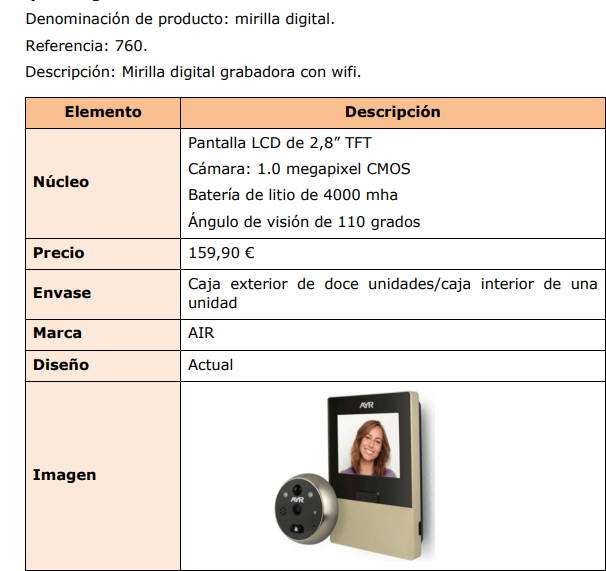 Denominación de producto: mirilla digital.
Referencia: 760.
Descripción: Mirilla digital grabadora con wifi.
Elemento Descripción
Núcleo
Pantalla LCD de 2,8” TFT
Cámara: 1.0 megapixel CMOS
Batería de litio de 4000 mha
Ángulo de visión de 110 grados
Precio 159,90 €
Envase
Caja exterior de doce unidades/caja interior de una
unidad
Marca AIR
Diseño Actual
Imagen
AYR
AYR